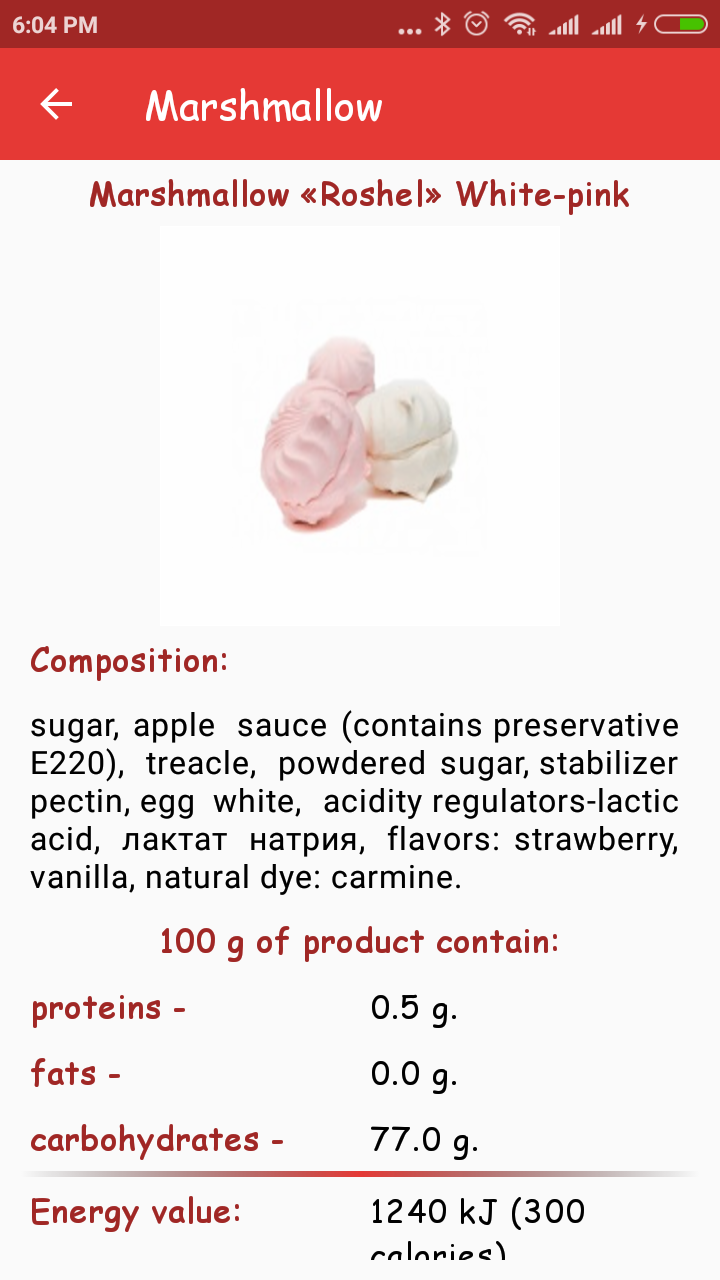 6:04 PM
Marshmallow
Marshmallow «Roshel» White-pink
Composition:
sugar, apple sauce (contains preservative
E220), treacle, powdered sugar, stabilizer
pectin, egg white, acidity regulators-lactic
acid, лактат натрия, flavors: strawberry,
vanilla, natural dye: carmine.
100 g of product contain:
proteins - 0.5 g.
fats - 0.0 g.
carbohydrates - 77.0 g.
Energy value: 1240 kJ (300
calories)